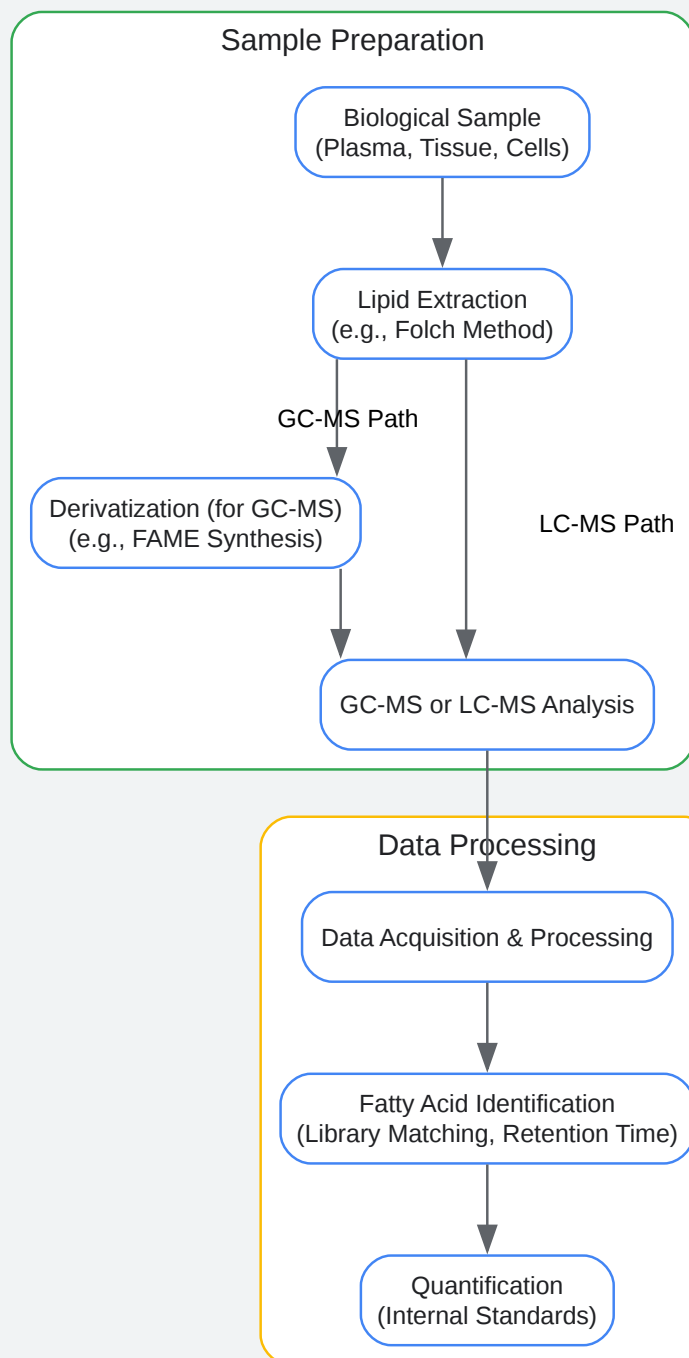 Sample Preparation
Biological Sample
(Plasma, Tissue, Cells)
Lipid Extraction
(e.g., Folch Method)
GC-MS Path
Derivatization (for GC-MS)
(e.g., FAME Synthesis)
LC-MS Path
GC-MS or LC-MS Analysis
Data Processing
Data Acquisition & Processing
Fatty Acid Identification
(Library Matching, Retention Time)
Quantification
(Internal Standards)